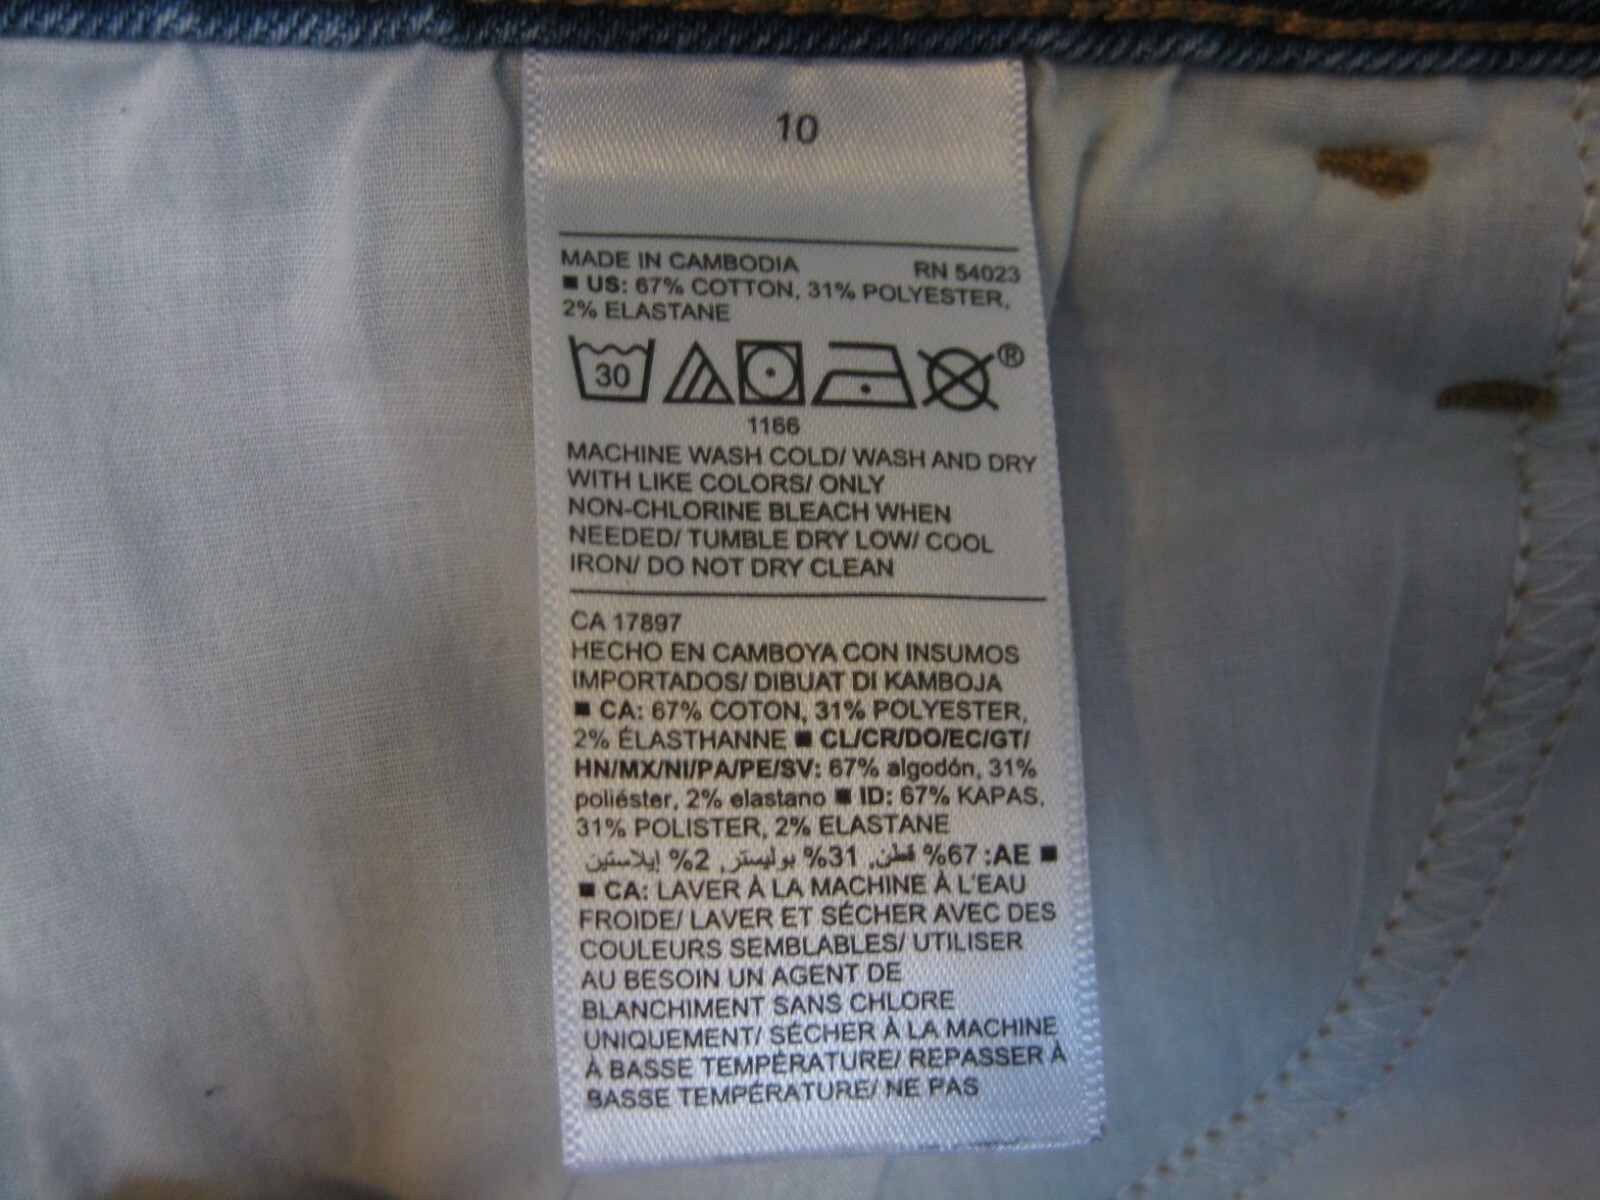 10
MADE IN CAMBODIA RN 54023
■ US: 67% COTTON, 31% POLYESTER,
2% ELASTANE
30 ®
1166
MACHINE WASH COLD/ WASH AND DRY
WITH LIKE COLORS/ ONLY
NON-CHLORINE BLEACH WHEN
NEEDED/ TUMBLE DRY LOW/ COOL
IRON/ DO NOT DRY CLEAN
CA 17897
HECHO EN CAMBOYA CON INSUMOS
IMPORTADOS/ DIBUAT DI KAMBOJA
■ CA: 67% COTON, 31% POLYESTER,
2% ÉLASTHANNE ■ CL/CR/DO/EC/GT/
HN/MX/NI/PA/PE/SV: 67% algodón, 31%
poliéster, 2% elastano ■ ID: 67% KAPAS,
31% POLISTER, 2% ELASTANE
■ AE: 67% قطن, 31% بوليستر, 2% إيلاستين
■ CA: LAVER À LA MACHINE À L'EAU
FROIDE/ LAVER ET SÉCHER AVEC DES
COULEURS SEMBLABLES/ UTILISER
AU BESOIN UN AGENT DE
BLANCHIMENT SANS CHLORE
UNIQUEMENT/ SÉCHER À LA MACHINE
À BASSE TEMPÉRATURE/ REPASSER À
BASSE TEMPÉRATURE/ NE PAS